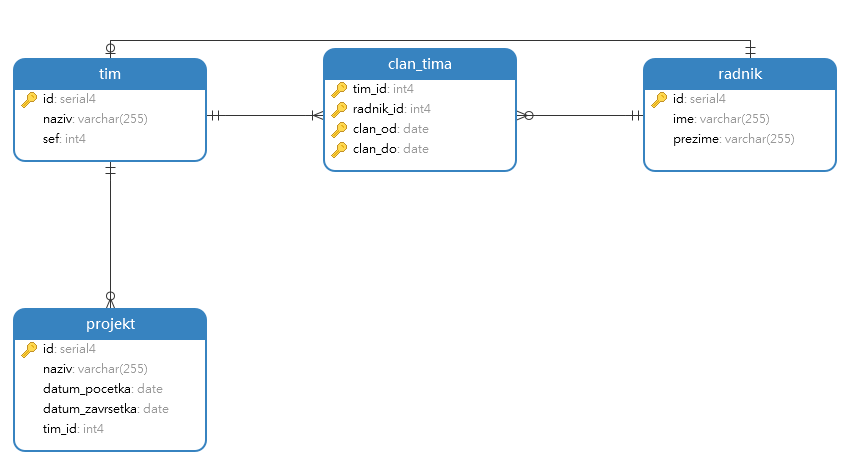 tim
id: serial4
naziv: varchar(255)
sef: int4
clan_tima
tim_id: int4
radnik_id: int4
clan_od: date
clan_do: date
radnik
id: serial4
ime: varchar(255)
prezime: varchar(255)
projekt
id: serial4
naziv: varchar(255)
datum_pocetka: date
datum_zavrsetka: date
tim_id: int4